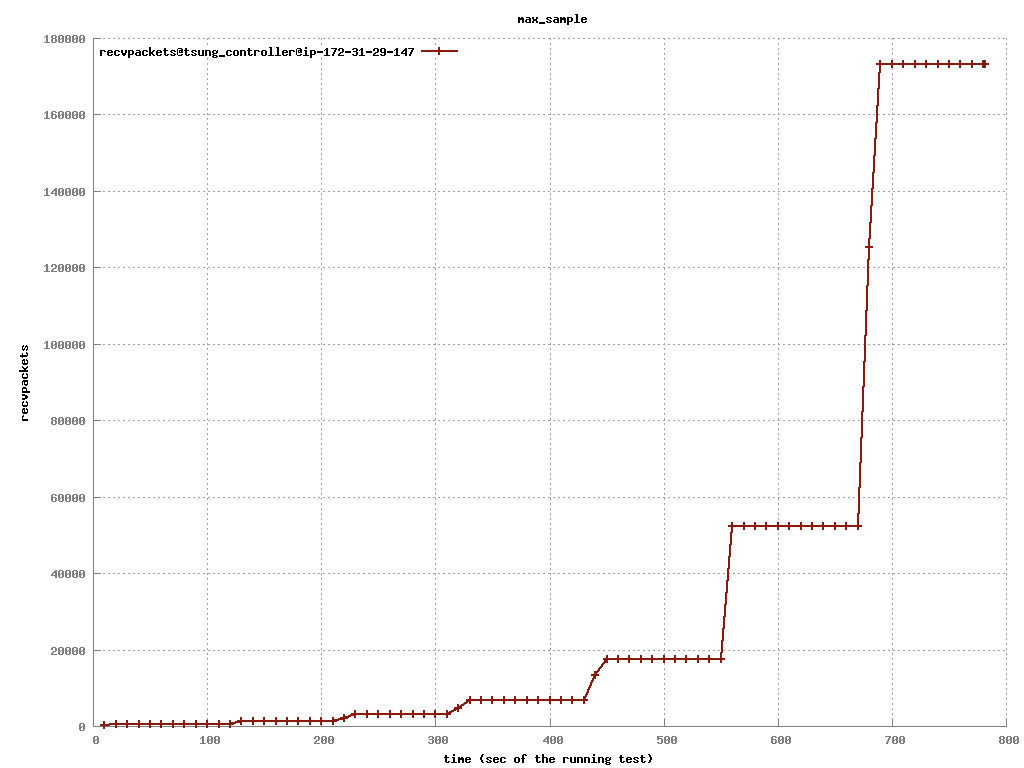 max_sample
180000
recvpackets@tsung_controller@ip-172-31-29-147
160000
140000
120000
100000
80000
60000
40000
20000
0
recvpackets
0 100 200 300 400 500 600 700 800
time (sec of the running test)